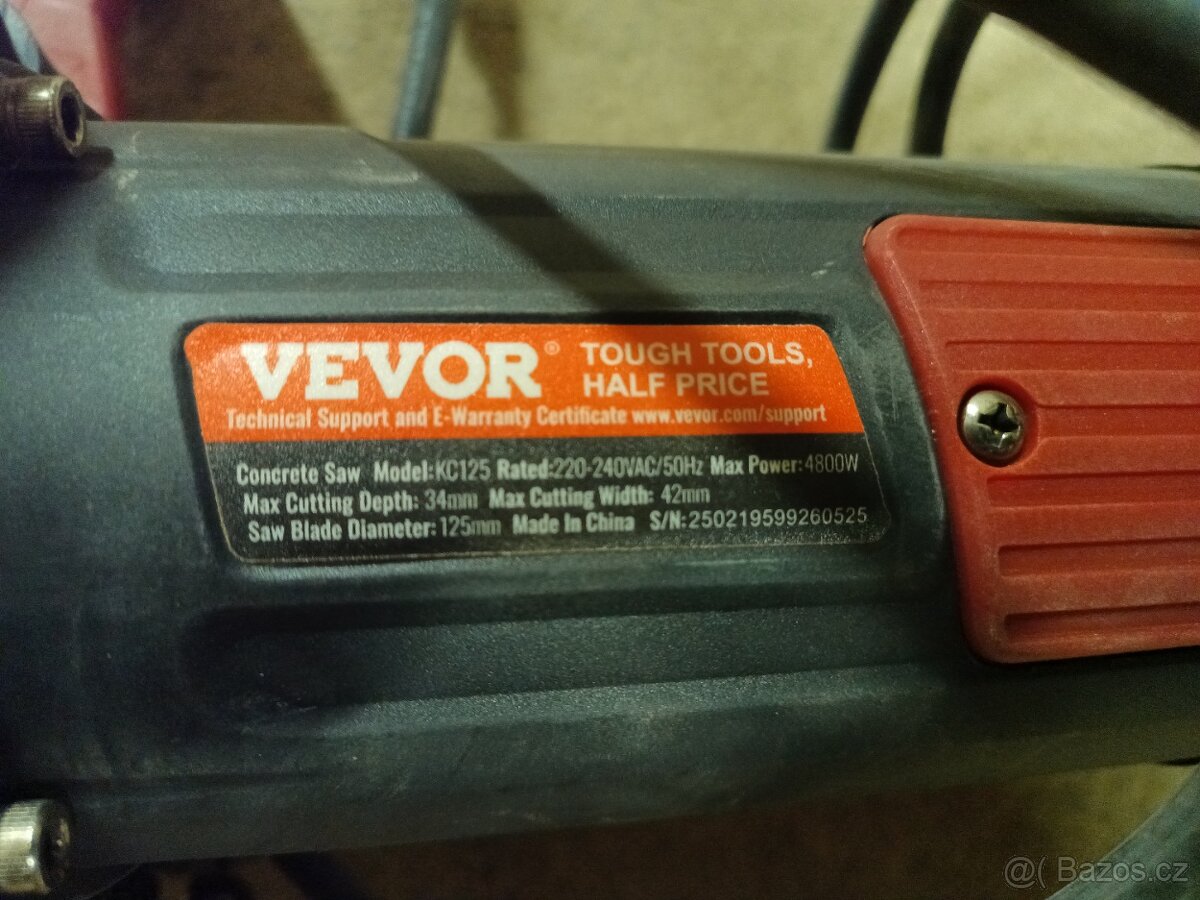 VEVOR® TOUGH TOOLS,
HALF PRICE
Technical Support and E-Warranty Certificate www.vevor.com/support
Concrete Saw Model:KC125 Rated:220-240VAC/50Hz Max Power:4800W
Max Cutting Depth: 34mm Max Cutting Width: 42mm
Saw Blade Diameter: 125mm Made In China S/N:250219599260525
@( Bazos.cz